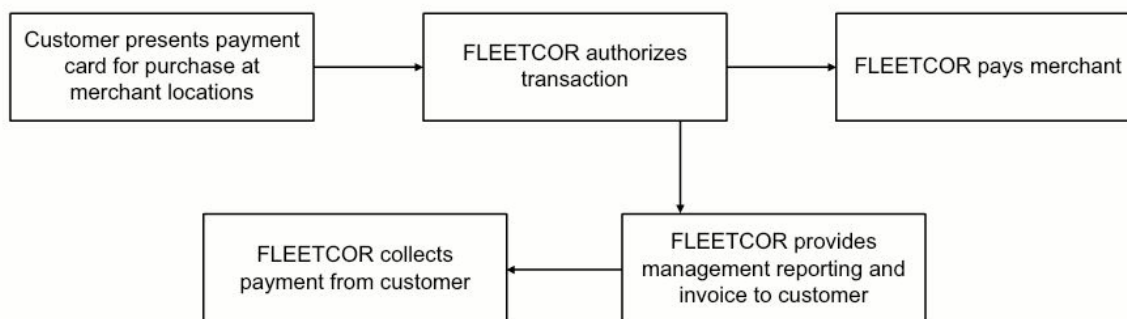 Customer presents payment
card for purchase at
merchant locations
FLEETCOR authorizes
transaction
FLEETCOR pays merchant
FLEETCOR collects
payment from customer
FLEETCOR provides
management reporting and
invoice to customer